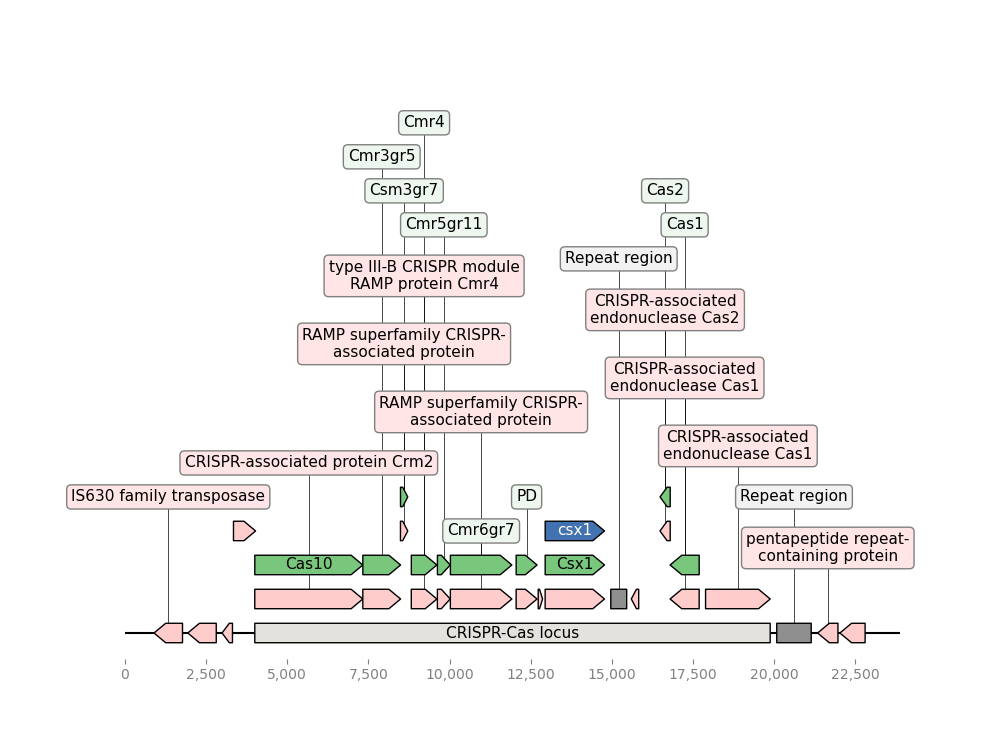 Cmr4
Cmr3gr5
Csm3gr7
Cas2
Cmr5gr11
Cas1
Repeat region
type III-B CRISPR module
RAMP protein Cmr4
CRISPR-associated
endonuclease Cas2
RAMP superfamily CRISPR-
associated protein
CRISPR-associated
endonuclease Cas1
RAMP superfamily CRISPR-
associated protein
CRISPR-associated
endonuclease Cas1
CRISPR-associated protein Crm2
IS630 family transposase
PD
Repeat region
Cmr6gr7
csx1
pentapeptide repeat-
containing protein
Cas10
Csx1
CRISPR-Cas locus
0 2,500 5,000 7,500 10,000 12,500 15,000 17,500 20,000 22,500